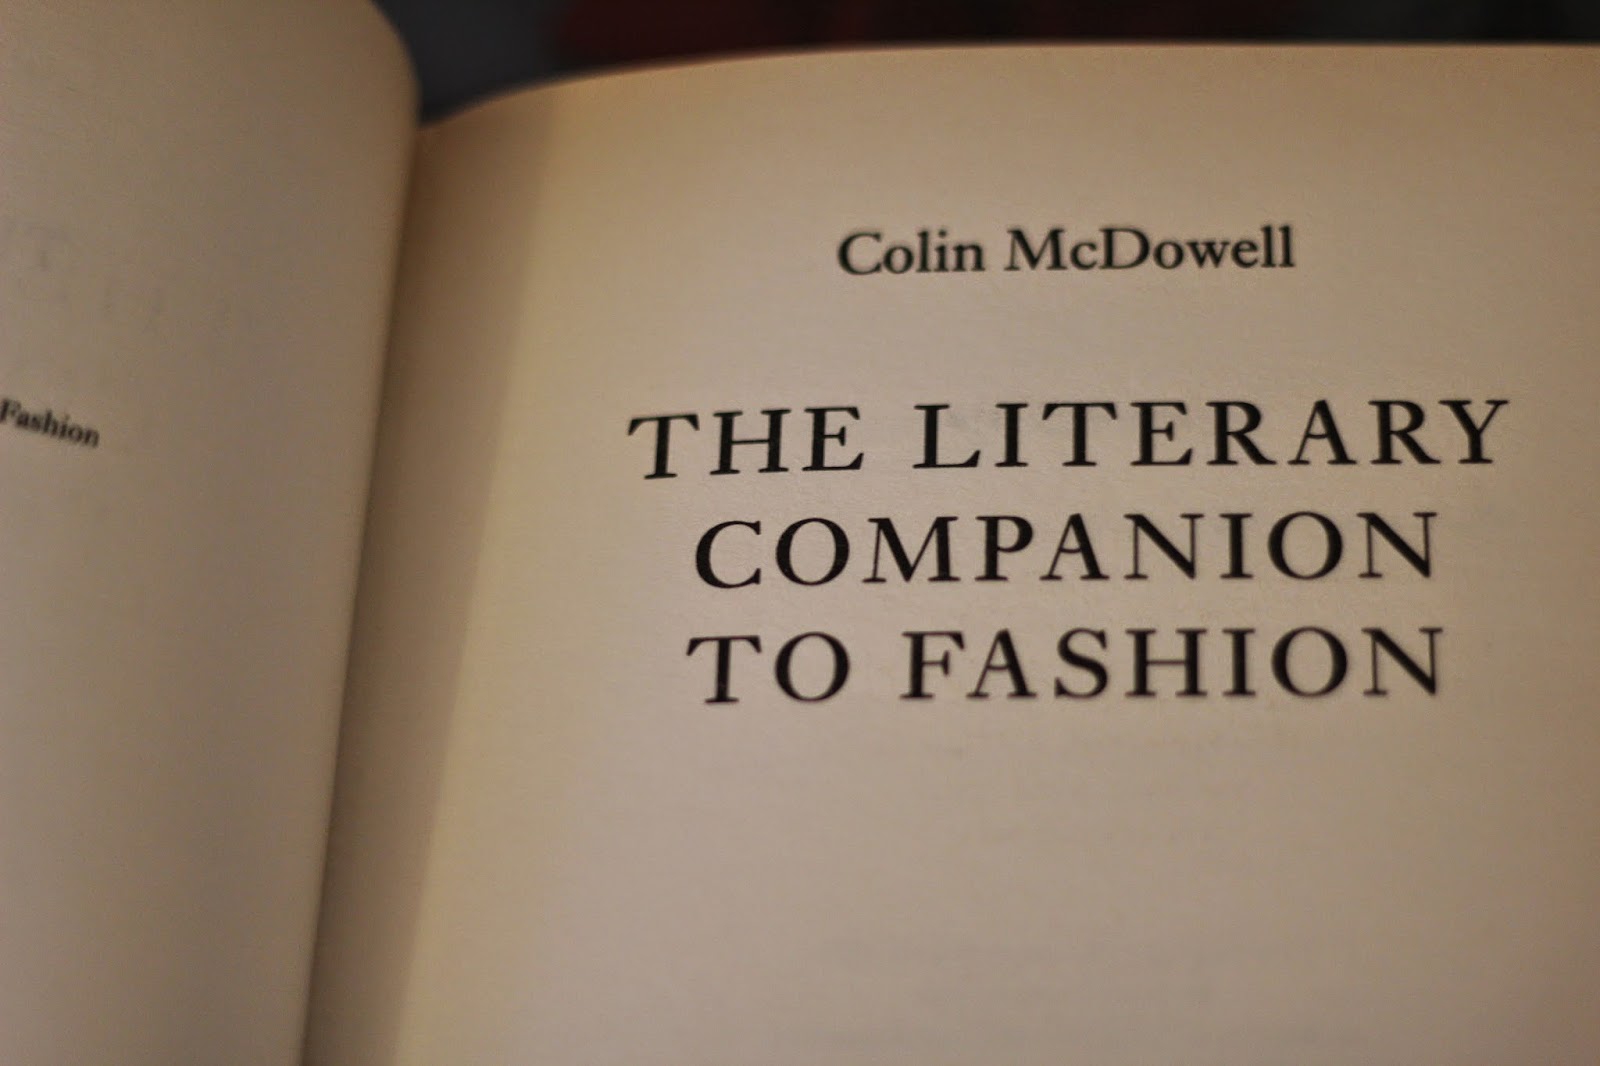 Fashion
Colin McDowell
THE LITERARY
COMPANION
TO FASHION